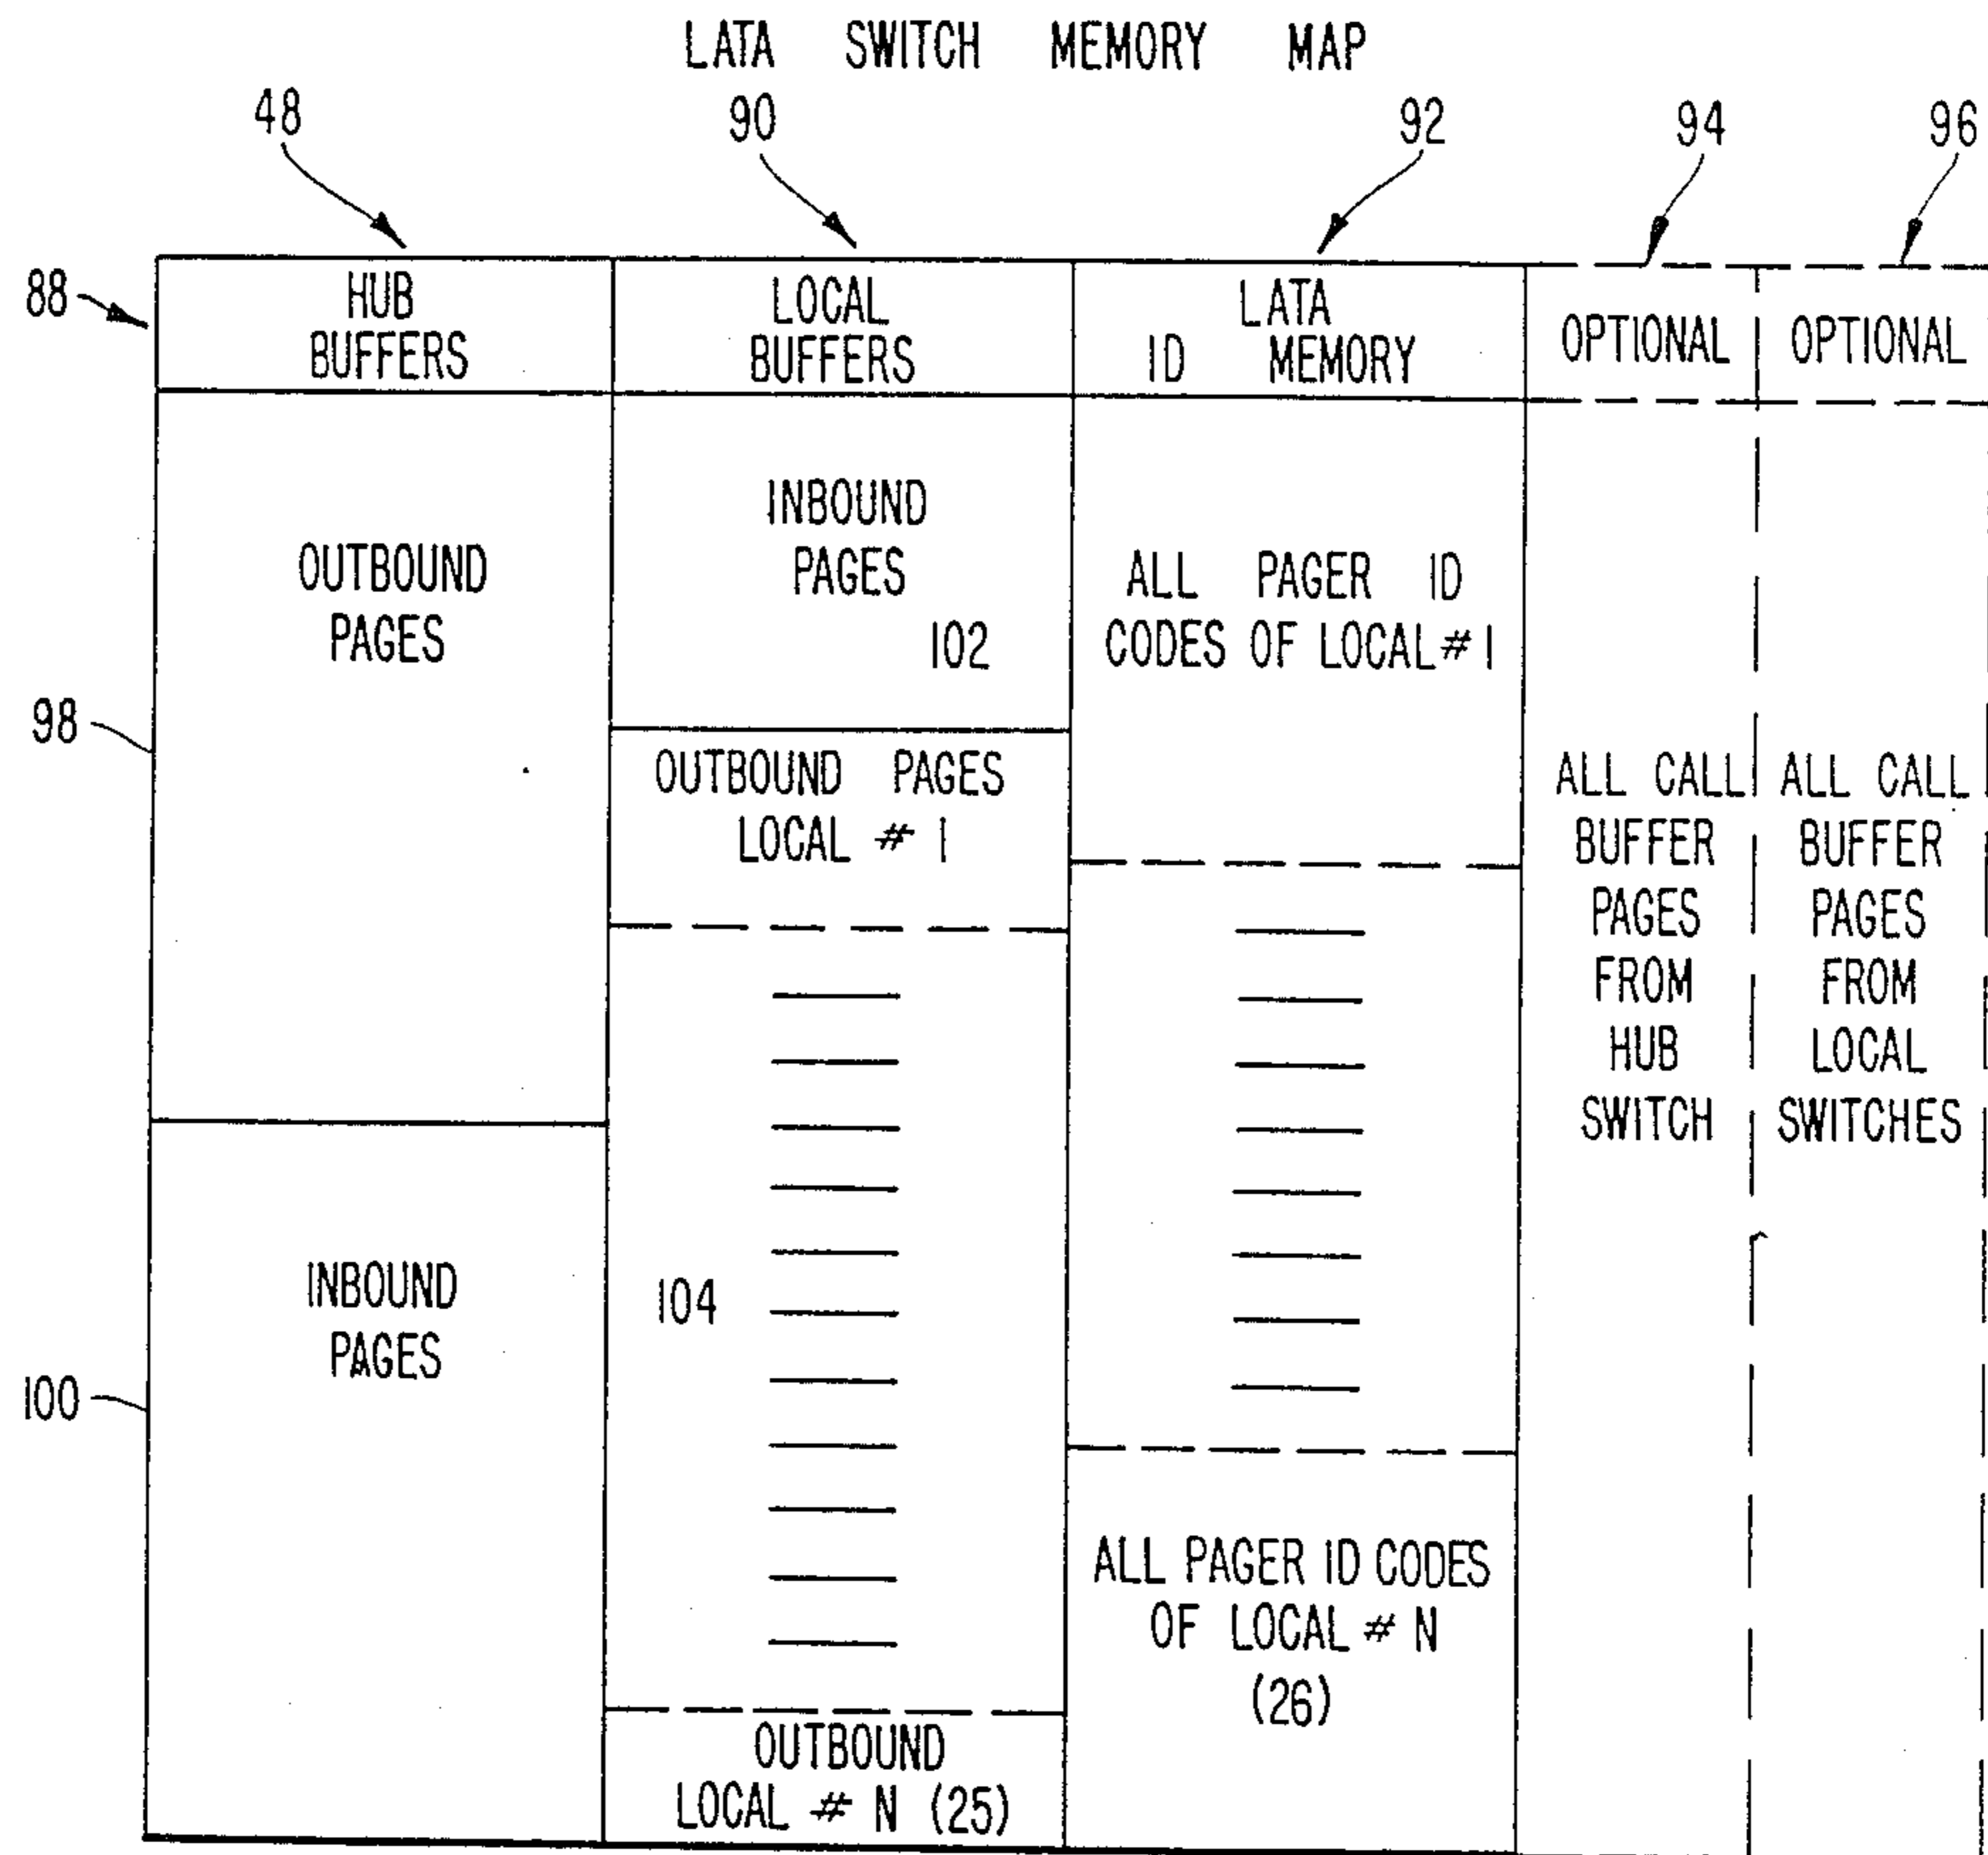 LATA SWITCH MEMORY MAP
48
90
92
94
96
88
HUB
BUFFERS
LOCAL
BUFFERS
LATA
ID MEMORY
OPTIONAL
OPTIONAL
OUTBOUND
PAGES
98
INBOUND
PAGES
100
INBOUND
PAGES
102
OUTBOUND PAGES
LOCAL # 1
104
OUTBOUND
LOCAL # N (25)
ALL PAGER ID
CODES OF LOCAL # 1
ALL PAGER ID CODES
OF LOCAL # N
(26)
ALL CALL
BUFFER
PAGES
FROM
HUB
SWITCH
ALL CALL
BUFFER
PAGES
FROM
LOCAL
SWITCHES